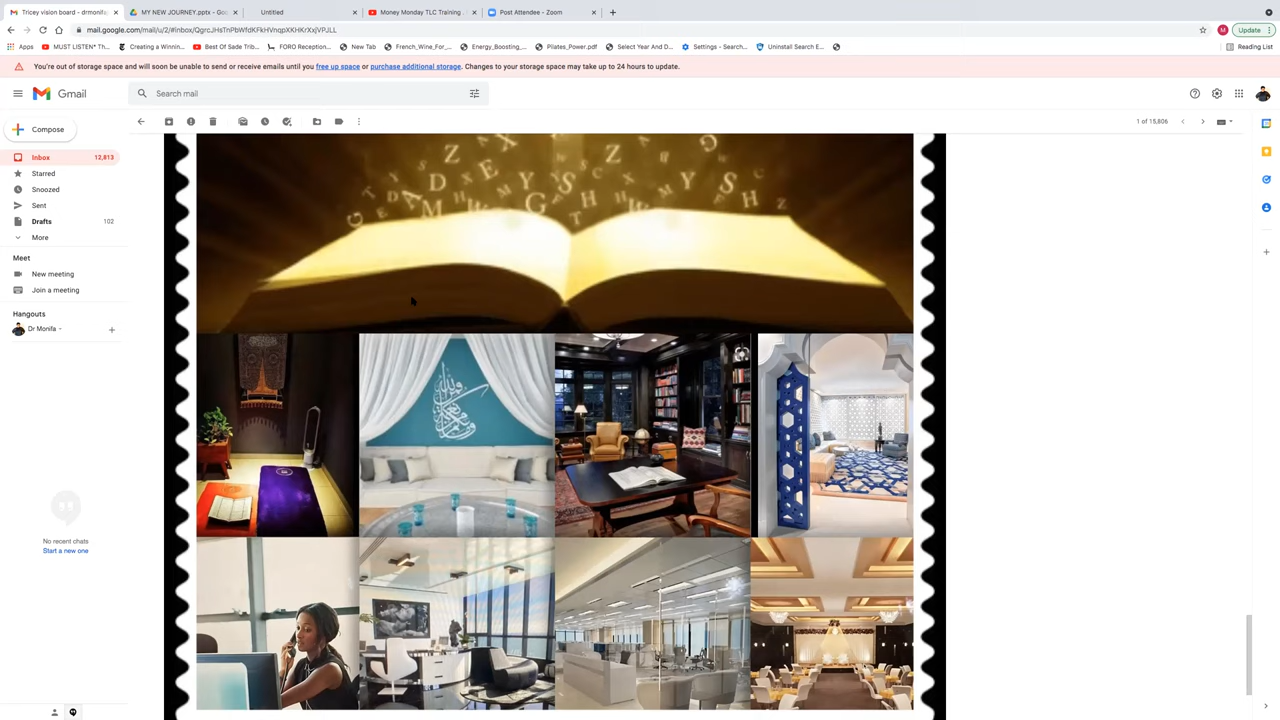 Tricey vision board - drmonifa
MY NEW JOURNEY.pptx - Goo
Untitled
Money Monday TLC Training
Post Attendee - Zoom
mail.google.com/mail/u/2/#inbox/QgrcJHsTnPbWfdKFkHVnqpXKHKrXxjVPJLL
M
Update
Apps
MUST LISTEN* Th...
Creating a Winnin...
Best Of Sade Trib...
FORO Reception...
New Tab
French_Wine_For_...
Energy_Boosting_...
Pilates_Power.pdf
Select Year And D...
Settings - Search...
Uninstall Search E...
Reading List
You're out of storage space and will soon be unable to send or receive emails until you free up space or purchase additional storage. Changes to your storage space may take up to 24 hours to update.
Gmail
Search mail
Compose
1 of 15,806
Inbox 12,813
Starred
Snoozed
Sent
Drafts 102
More
Meet
New meeting
Join a meeting
Hangouts
Dr Monifa
No recent chats
Start a new one